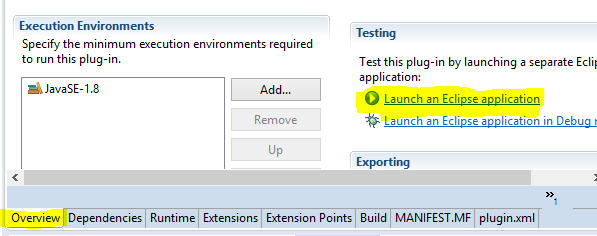 Execution Environments
Specify the minimum execution environments required
to run this plug-in.
JavaSE-1.8
Add...
Remove
Up
Testing
Test this plug-in by launching a separate Eclip
application:
Launch an Eclipse application
Launch an Eclipse application in Debug
Exporting
»1
Overview Dependencies Runtime Extensions Extension Points Build MANIFEST.MF plugin.xml